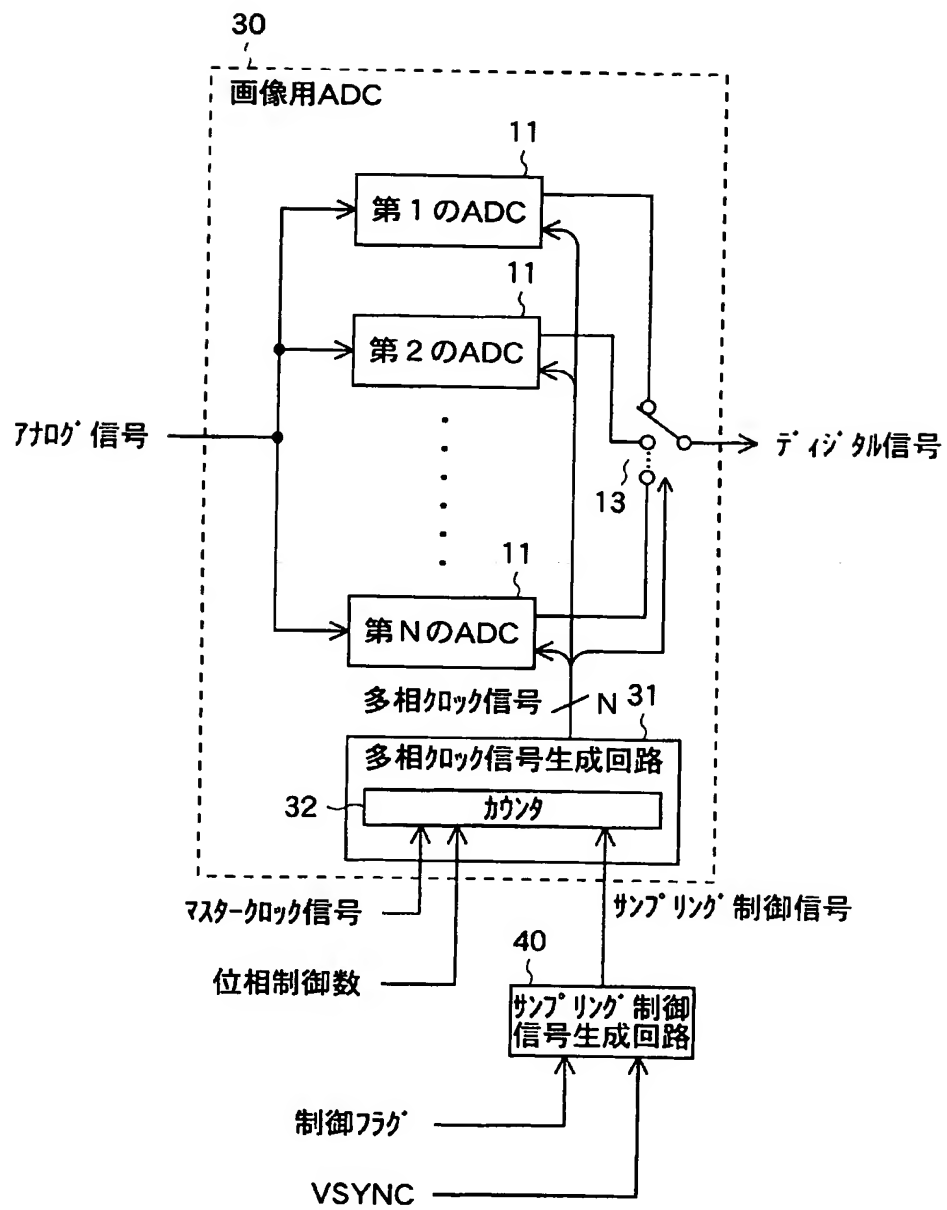 30
画像用ADC
11
第1のADC
11
第2のADC
アナログ信号
ディジタル信号
13
11
第NのADC
多相クロック信号
N
31
多相クロック信号生成回路
32
カウンタ
マスタークロック信号
サンプリング制御信号
位相制御数
40
サンプリング制御
信号生成回路
制御フラグ
VSYNC